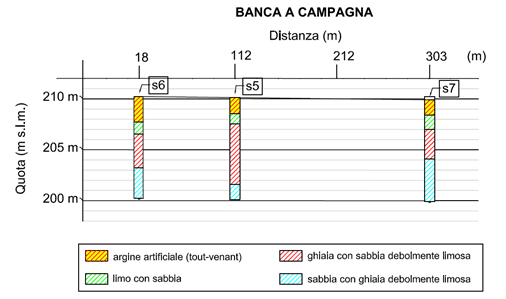 BANCA A CAMPAGNA
Distanza (m)
18 112 212 303 (m)
s6 s5 s7
210 m
205 m
200 m
Quota (m s.l.m.)
argine artificiale (tout-venant) ghiaia con sabbia debolmente limosa
limo con sabbia sabbia con ghiaia debolmente limosa